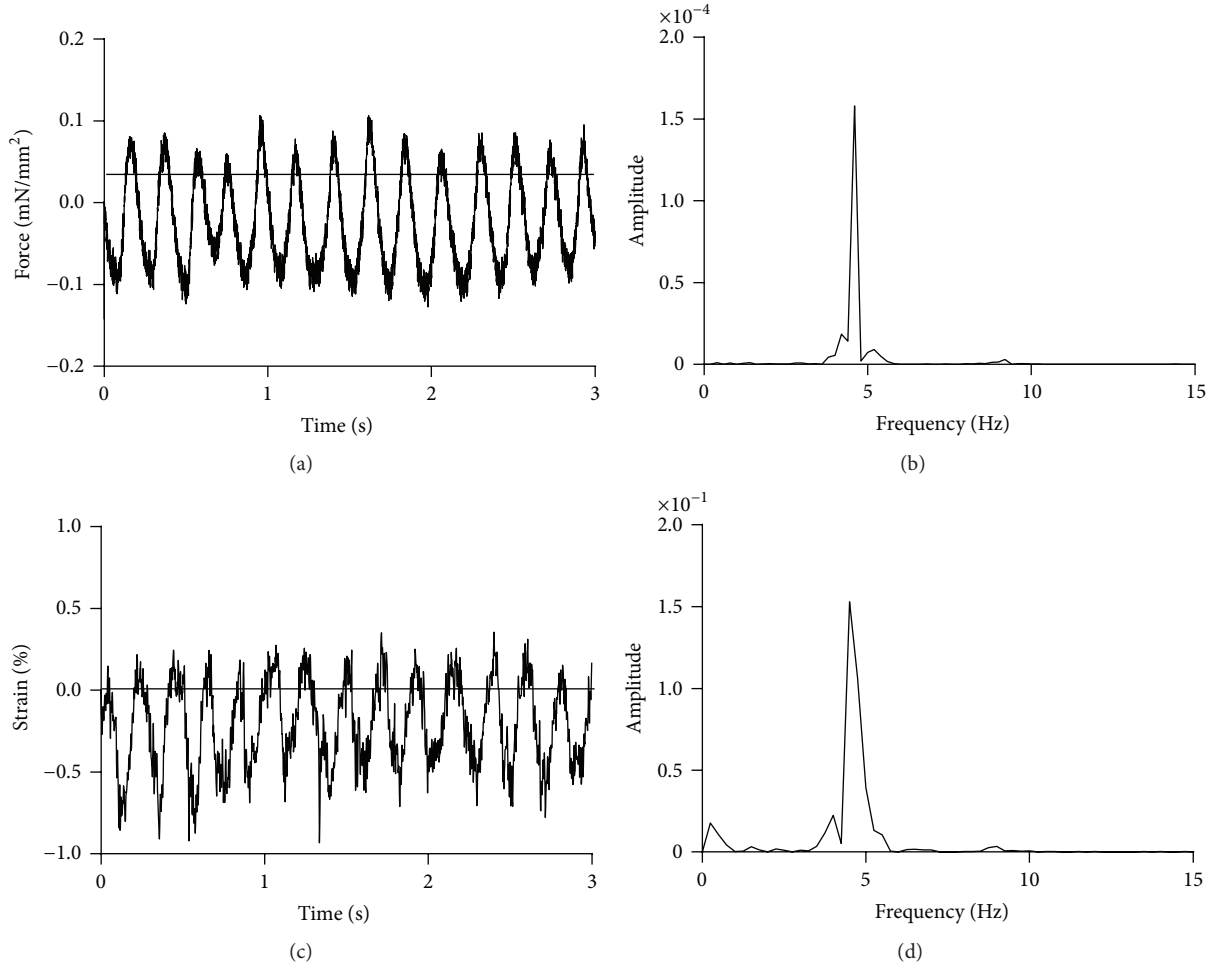 0.2
0.1
0.0
−0.1
−0.2
Force (mN/mm²)
0 1 2 3
Time (s)
(a)
×10⁻⁴
2.0
1.5
1.0
0.5
0
Amplitude
0 5 10 15
Frequency (Hz)
(b)
1.0
0.5
0.0
−0.5
−1.0
Strain (%)
0 1 2 3
Time (s)
(c)
×10⁻¹
2.0
1.5
1.0
0.5
0
Amplitude
0 5 10 15
Frequency (Hz)
(d)